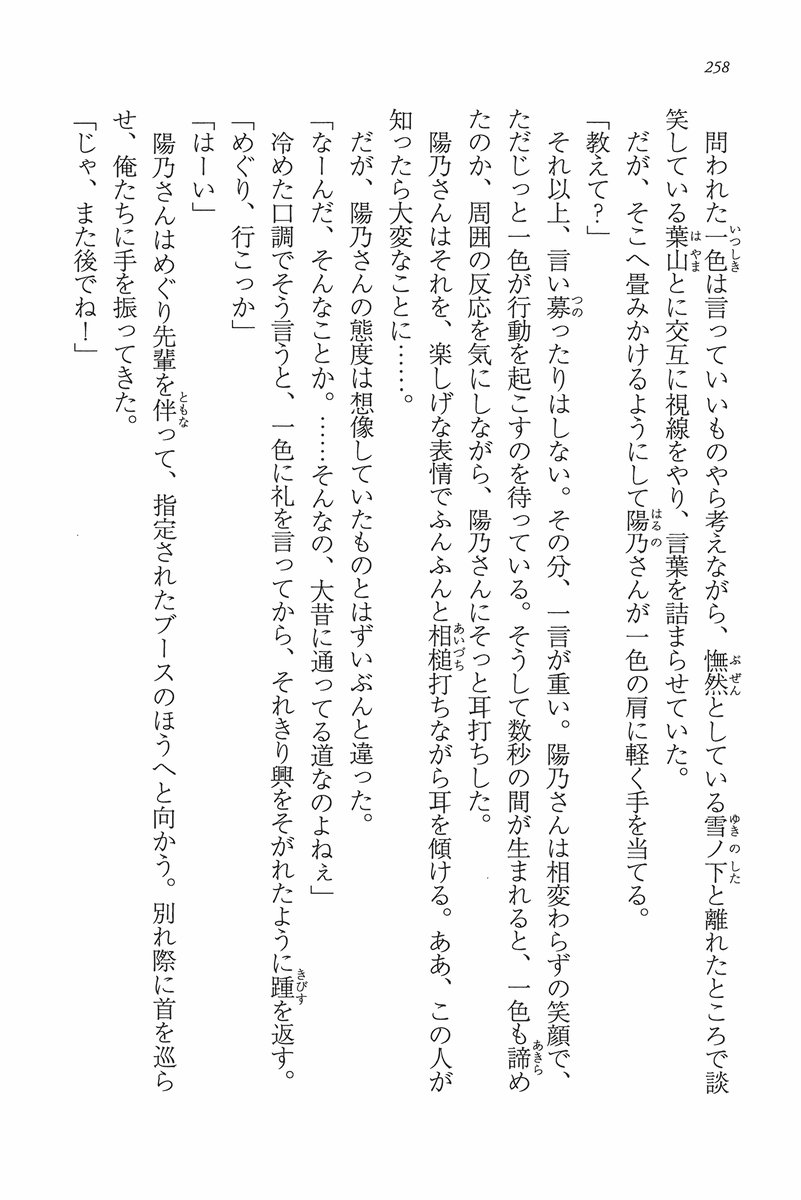 258
問われた一色は言っていいものやら考えながら、憮然としている雪ノ下と離れたところで談
笑している葉山とに交互に視線をやり、言葉を詰まらせていた。
だが、そこへ畳みかけるようにして陽乃さんが一色の肩に軽く手を当てる。
「教えて?」
それ以上、言い募ったりはしない。その分、一言が重い。陽乃さんは相変わらずの笑顔で、
ただじっと一色が行動を起こすのを待っている。そうして数秒の間が生まれると、一色も諦め
たのか、周囲の反応を気にしながら、陽乃さんにそっと耳打ちした。
陽乃さんはそれを、楽しげな表情でふんふんと相槌打ちながら耳を傾ける。ああ、この人が
知ったら大変なことに……。
だが、陽乃さんの態度は想像していたものとはずいぶんと違った。
「なーんだ、そんなことか。……そんなの、大昔に通ってる道なのよねぇ」
冷めた口調でそう言うと、一色に礼を言ってから、それきり興をそがれたように踵を返す。
「めぐり、行こっか」
「はーい」
陽乃さんはめぐり先輩を伴って、指定されたブースのほうへと向かう。別れ際に首を巡ら
せ、俺たちに手を振ってきた。
「じゃ、また後でね!」